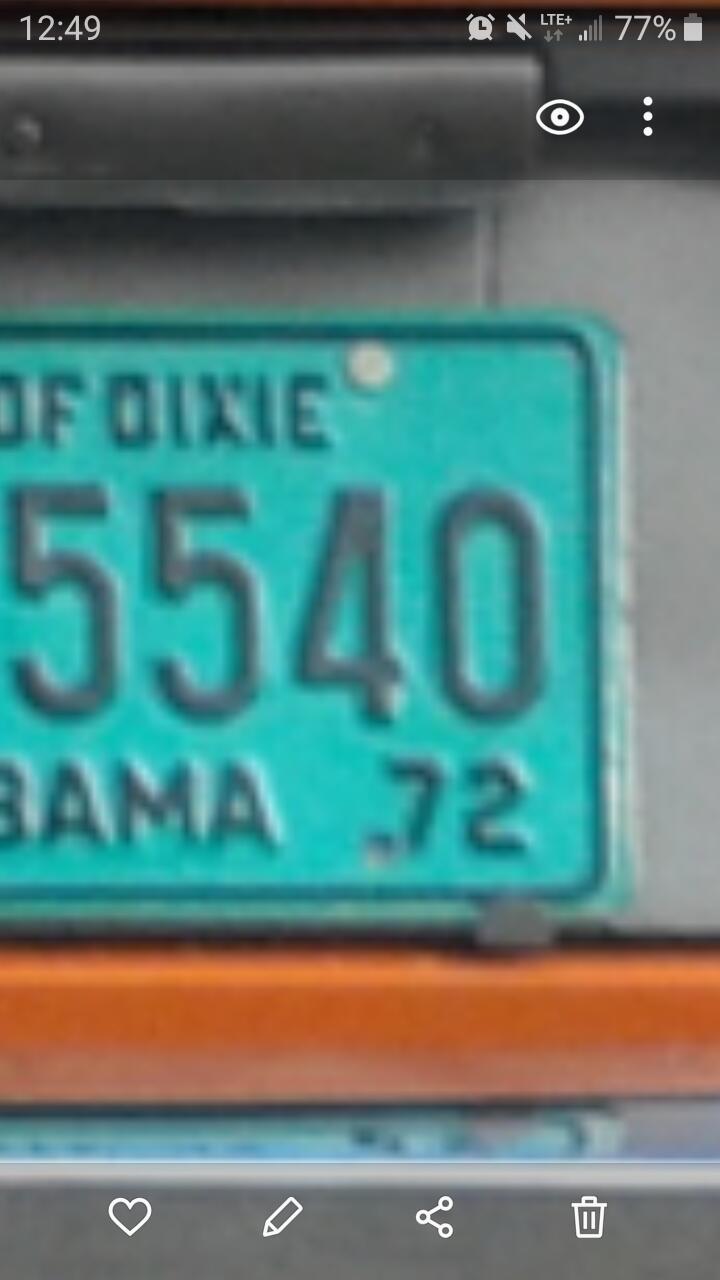 12:49 LTE+ 77%
OF DIXIE
5540
BAMA 72